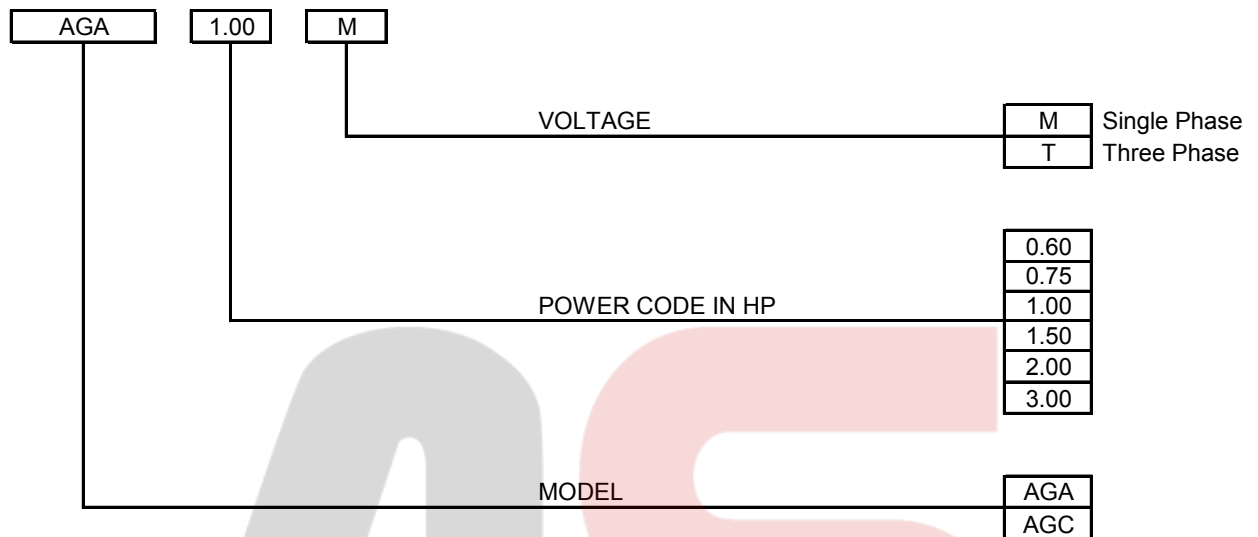 AGA 1.00 M
VOLTAGE M Single Phase
T Three Phase
0.60
0.75
POWER CODE IN HP 1.00
1.50
2.00
3.00
MODEL AGA
AGC